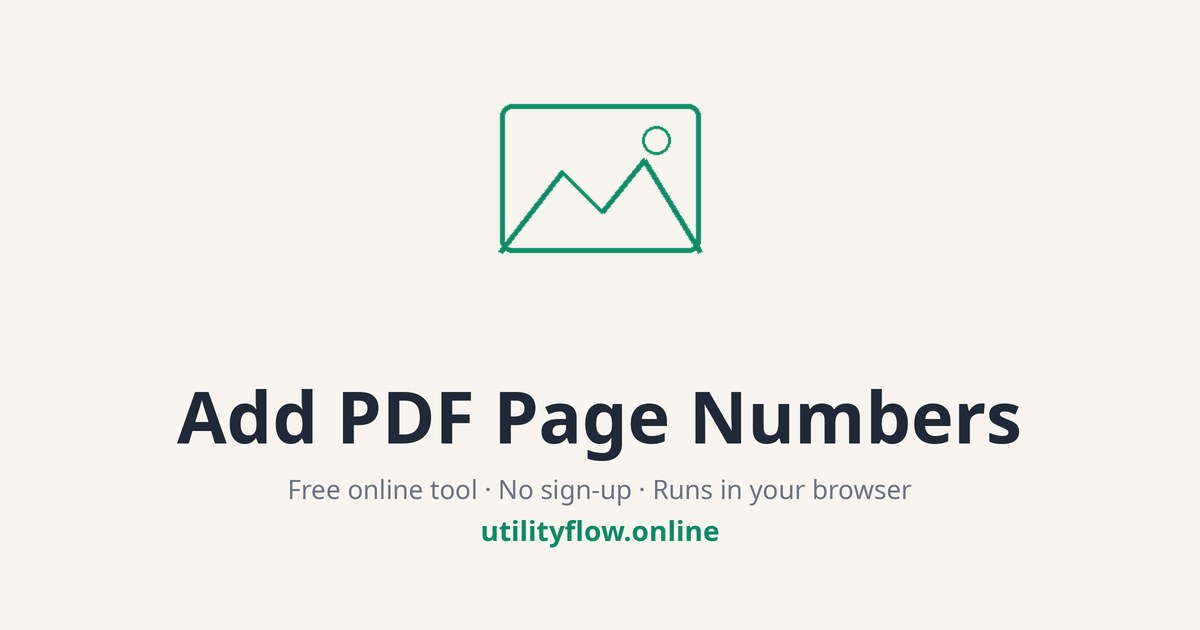 Add PDF Page Numbers
Free online tool · No sign-up · Runs in your browser
utilityflow.online